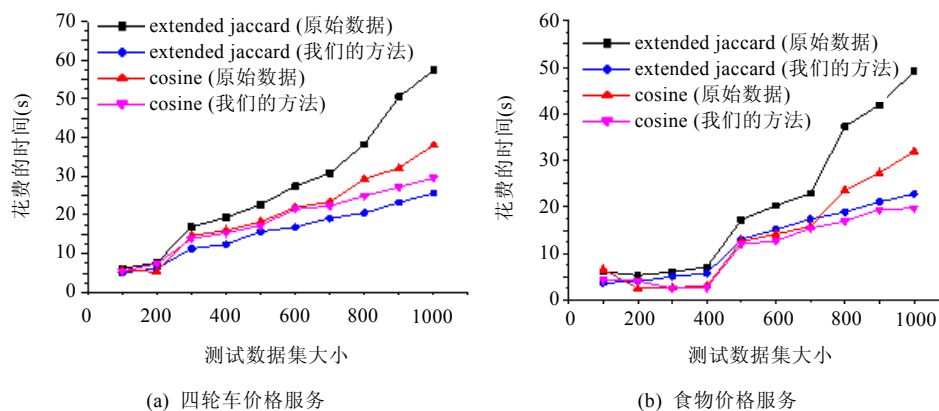 70
60
50
40
30
20
10
0
花费的时间(s)
extended jaccard (原始数据)
extended jaccard (我们的方法)
cosine (原始数据)
cosine (我们的方法)
0 200 400 600 800 1000
测试数据集大小
(a) 四轮车价格服务
60
50
40
30
20
10
0
花费的时间(s)
extended jaccard (原始数据)
extended jaccard (我们的方法)
cosine (原始数据)
cosine (我们的方法)
0 200 400 600 800 1000
测试数据集大小
(b) 食物价格服务